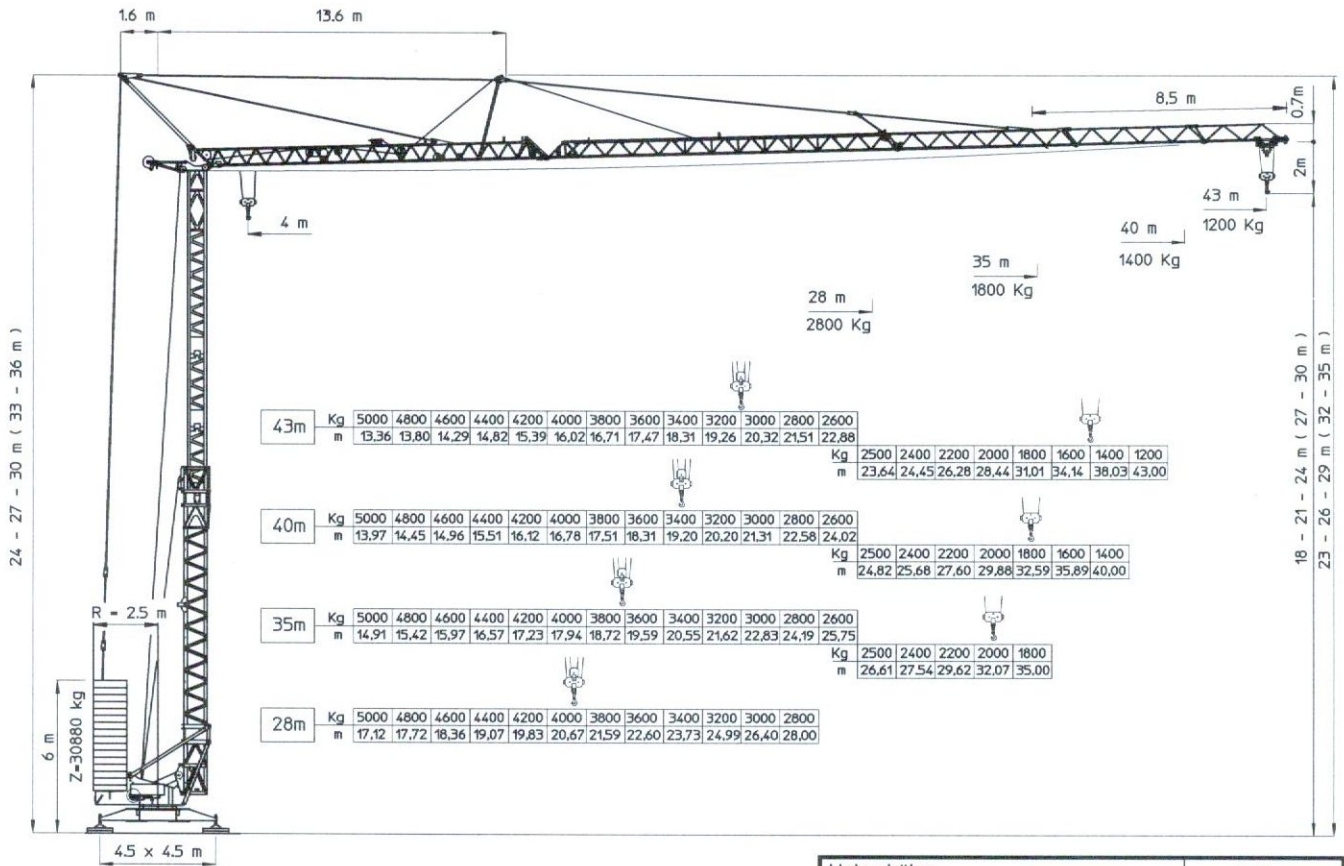 1.6 m
13.6 m
8,5 m
0.7m
2m
4 m
43 m
1200 Kg
40 m
1400 Kg
35 m
1800 Kg
28 m
2800 Kg
24 - 27 - 30 m ( 33 - 36 m )
18 - 21 - 24 m ( 27 - 30 m )
23 - 26 - 29 m ( 32 - 35 m )
43m
Kg 5000 4800 4600 4400 4200 4000 3800 3600 3400 3200 3000 2800 2600
m 13,36 13,80 14,29 14,82 15,39 16,02 16,71 17,47 18,31 19,26 20,32 21,51 22,88
Kg 2500 2400 2200 2000 1800 1600 1400 1200
m 23,64 24,45 26,28 28,44 31,01 34,14 38,03 43,00
40m
Kg 5000 4800 4600 4400 4200 4000 3800 3600 3400 3200 3000 2800 2600
m 13,97 14,45 14,96 15,51 16,12 16,78 17,51 18,31 19,20 20,20 21,31 22,58 24,02
Kg 2500 2400 2200 2000 1800 1600 1400
m 24,82 25,68 27,60 29,88 32,59 35,89 40,00
35m
Kg 5000 4800 4600 4400 4200 4000 3800 3600 3400 3200 3000 2800 2600
m 14,91 15,42 15,97 16,57 17,23 17,94 18,72 19,59 20,55 21,62 22,83 24,19 25,75
Kg 2500 2400 2200 2000 1800
m 26,61 27,54 29,62 32,07 35,00
28m
Kg 5000 4800 4600 4400 4200 4000 3800 3600 3400 3200 3000 2800
m 17,12 17,72 18,36 19,07 19,83 20,67 21,59 22,60 23,73 24,99 26,40 28,00
R = 2.5 m
6 m
Z=30880 kg
4.5 x 4.5 m